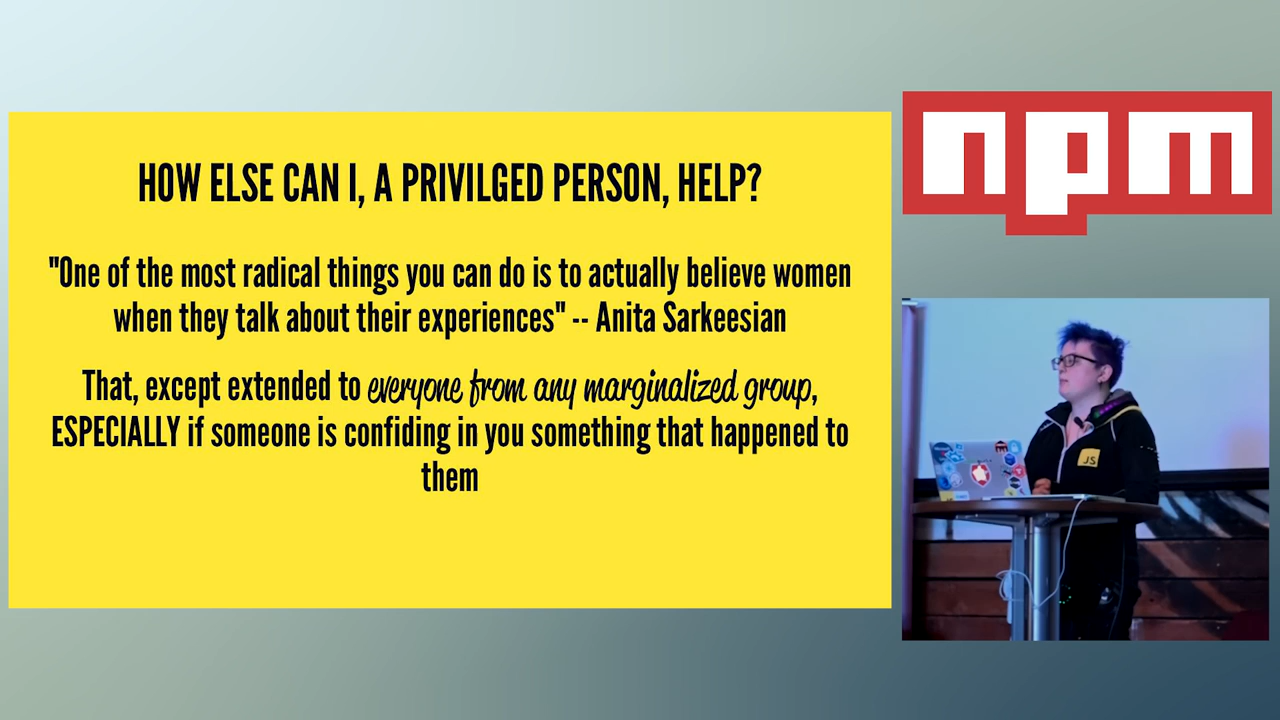 HOW ELSE CAN I, A PRIVILGED PERSON, HELP?
"One of the most radical things you can do is to actually believe women
when they talk about their experiences" -- Anita Sarkeesian
That, except extended to everyone from any marginalized group,
ESPECIALLY if someone is confiding in you something that happened to
them
npm
JS